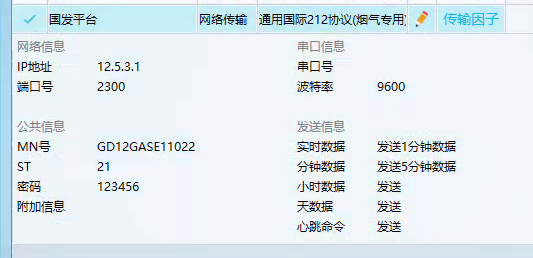 国发平台 网络传输 通用国际212协议(烟气专用) 传输因子
网络信息 串口信息
IP地址 12.5.3.1 串口号
端口号 2300 波特率 9600
公共信息 发送信息
MN号 GD12GASE11022 实时数据 发送1分钟数据
ST 21 分钟数据 发送5分钟数据
密码 123456 小时数据 发送
附加信息 天数据 发送
心跳命令 发送